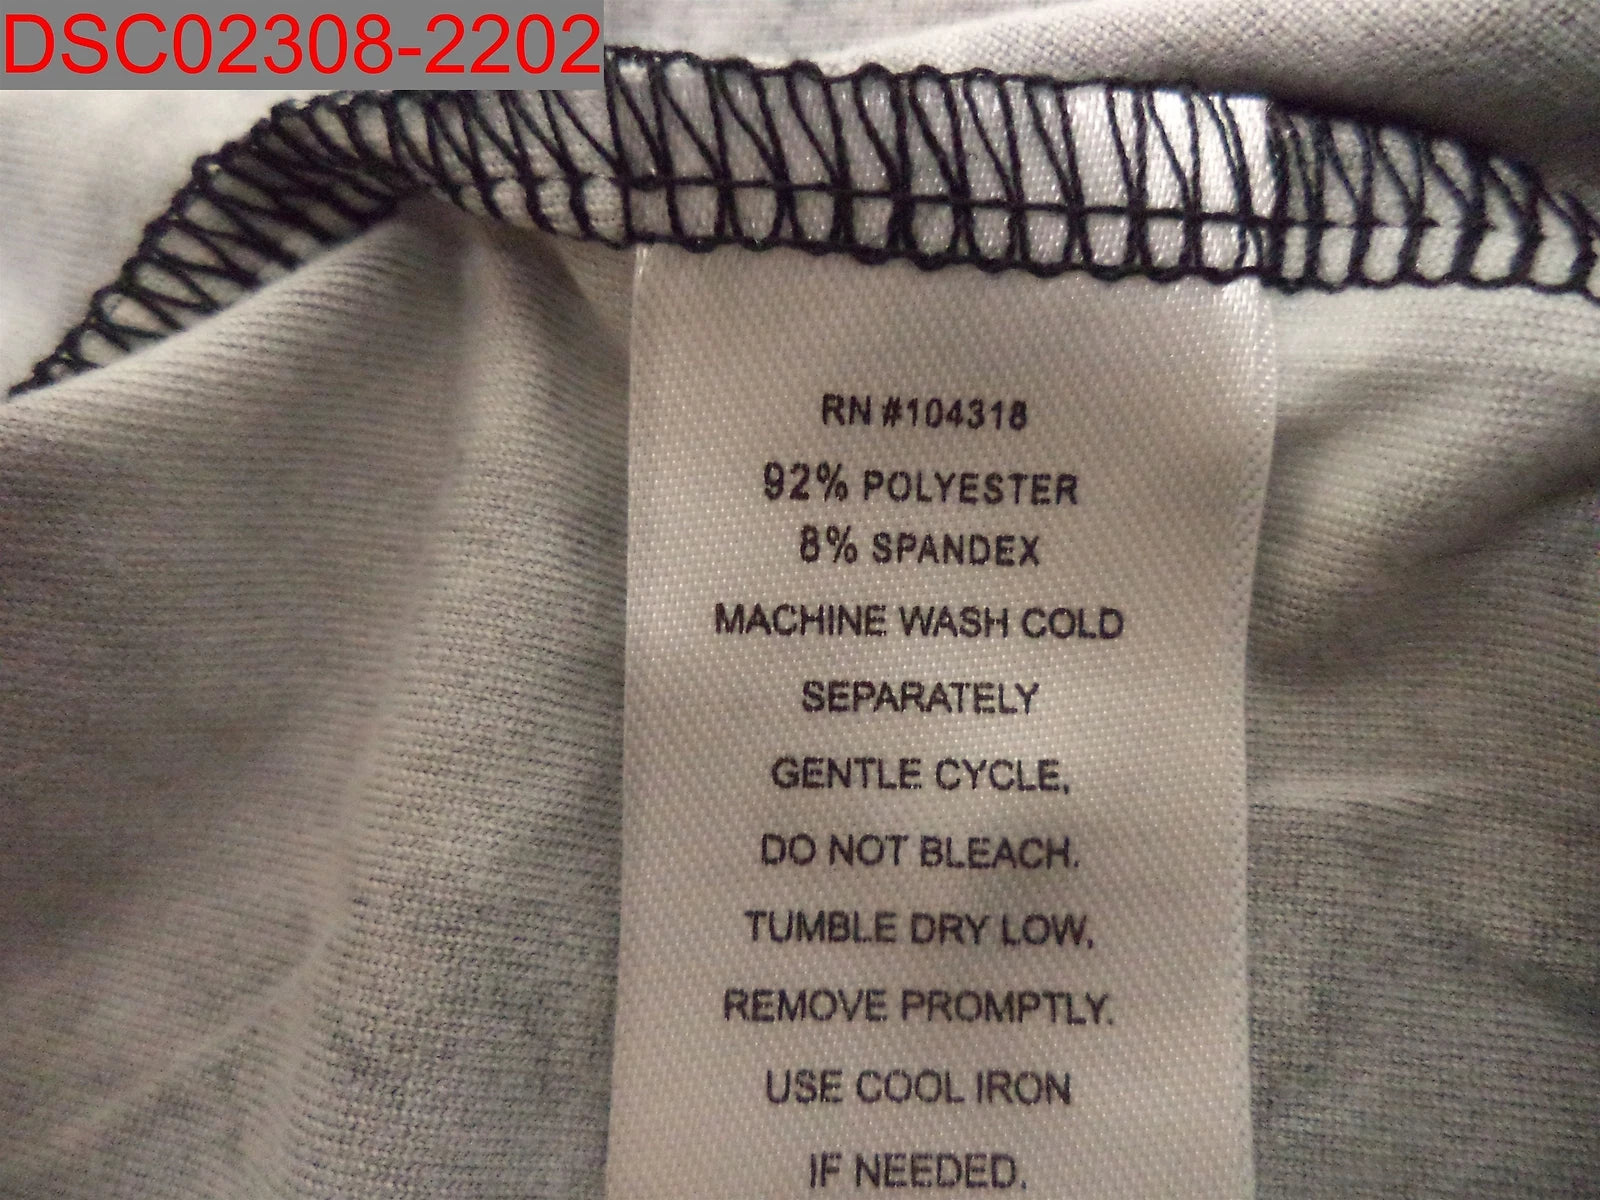 DSC02308-2202
RN #104318
92% POLYESTER
8% SPANDEX
MACHINE WASH COLD
SEPARATELY
GENTLE CYCLE,
DO NOT BLEACH.
TUMBLE DRY LOW,
REMOVE PROMPTLY.
USE COOL IRON
IF NEEDED.